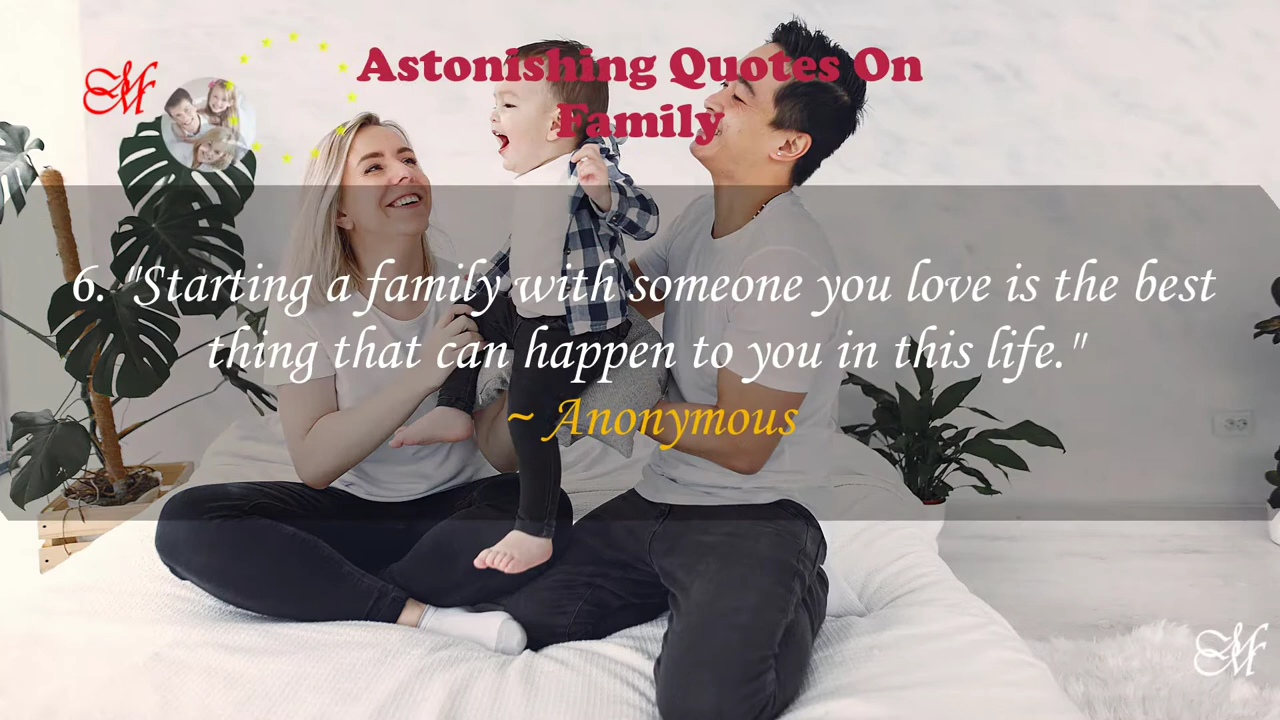 Astonishing Quotes On
Family
6. "Starting a family with someone you love is the best
thing that can happen to you in this life."
~ Anonymous